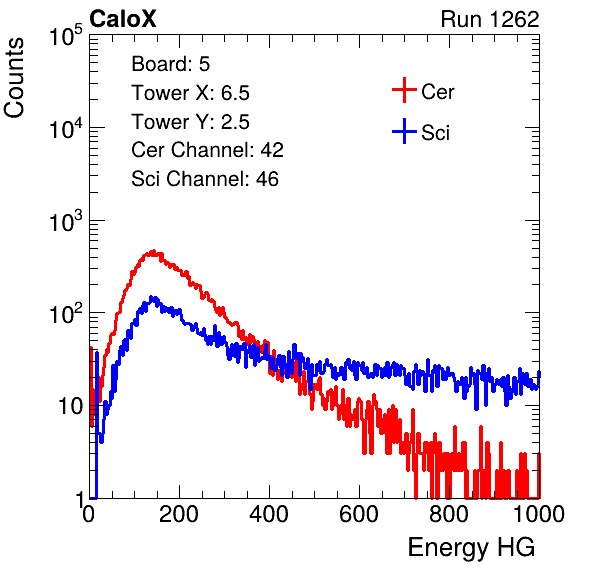 CaloX
Run 1262
Counts
Board: 5
Tower X: 6.5
Tower Y: 2.5
Cer Channel: 42
Sci Channel: 46
Cer
Sci
10^5
10^4
10^3
10^2
10
1
0 200 400 600 800 1000
Energy HG